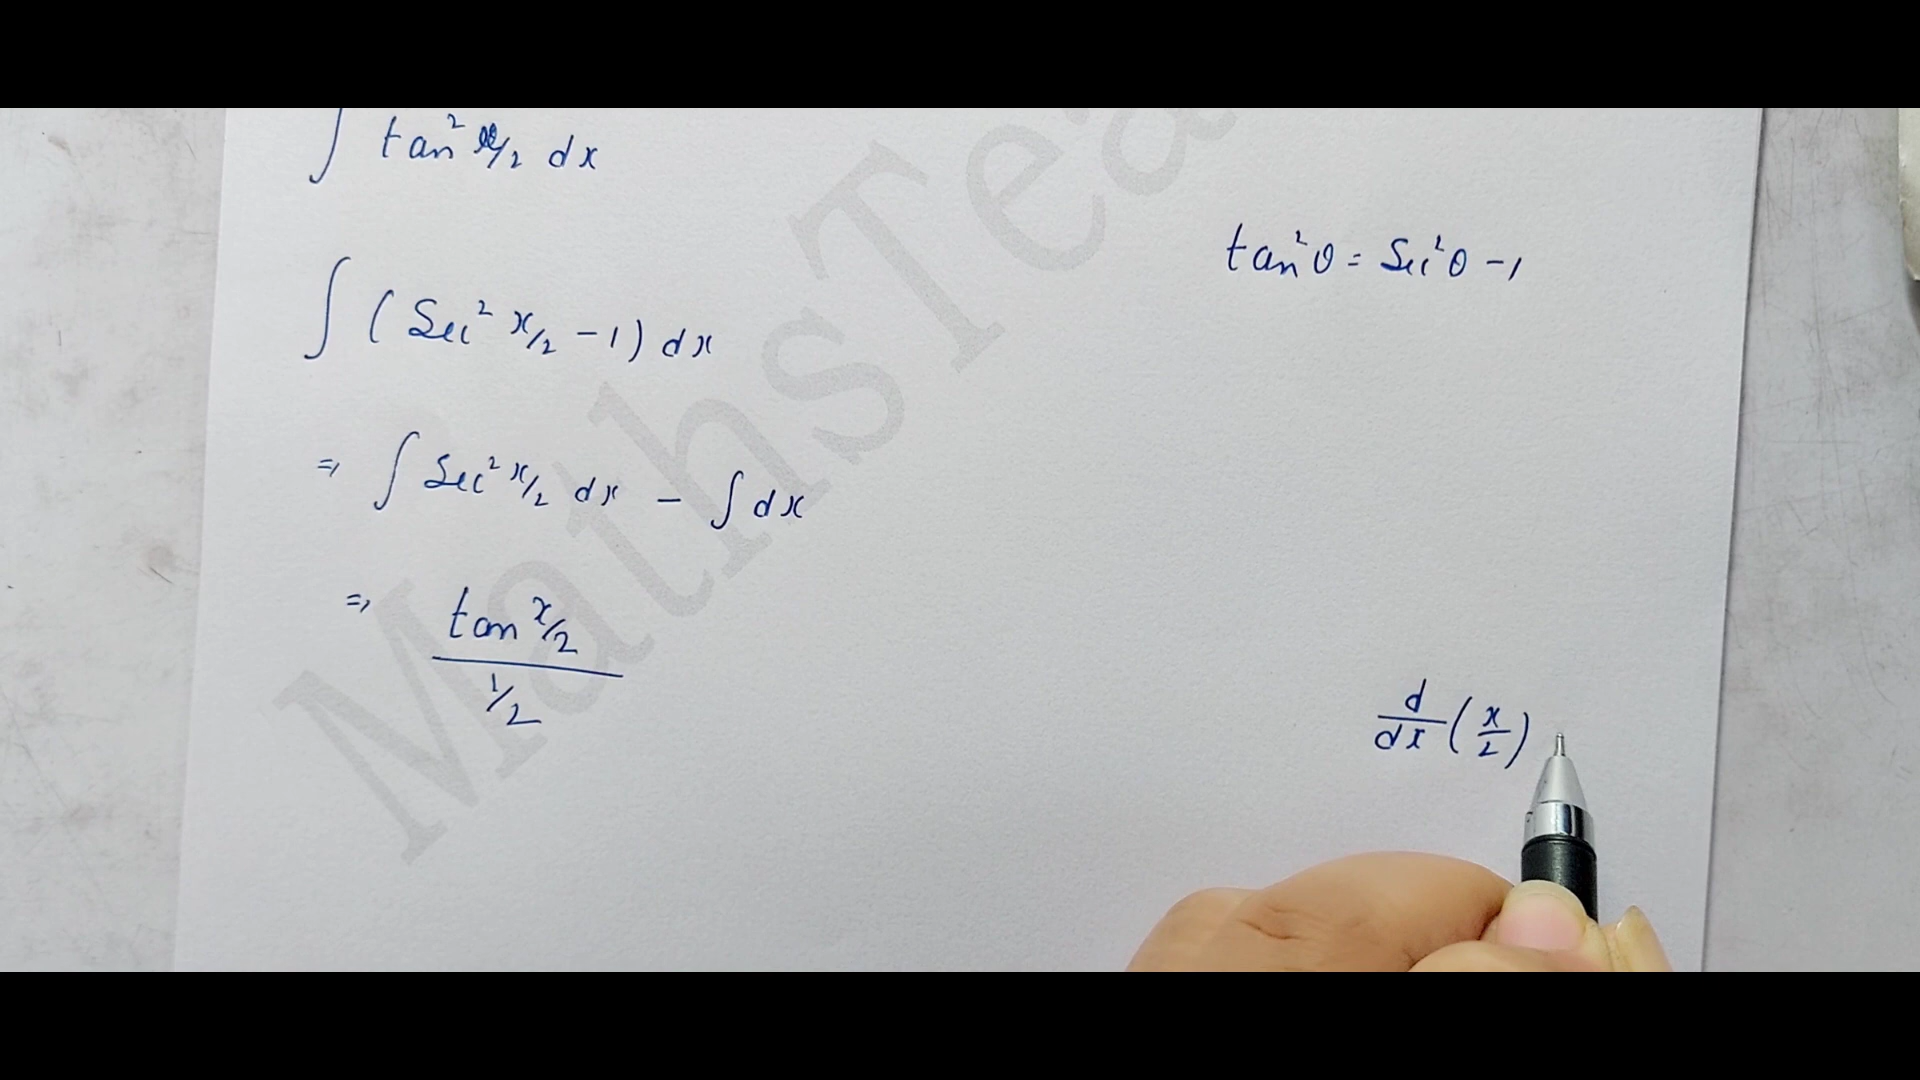 ∫ tan² x/2 dx
tan²θ = Sec²θ - 1
∫ (Sec² x/2 - 1) dx
⇒ ∫ Sec² x/2 dx - ∫ dx
⇒ tan x/2
1/2
d/dx (x/2)
MathsTea